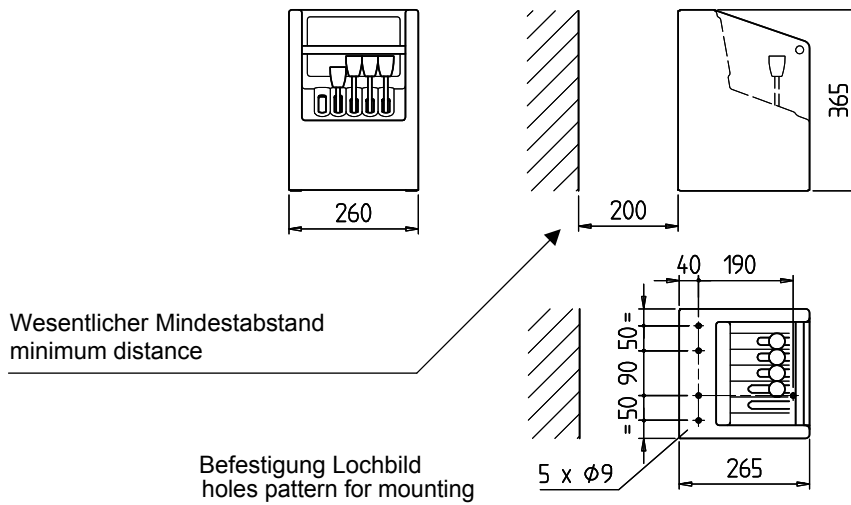 365
260
200
40 190
Wesentlicher Mindestabstand
minimum distance
= 50 90 50 =
Befestigung Lochbild
holes pattern for mounting
5 x Φ9
265